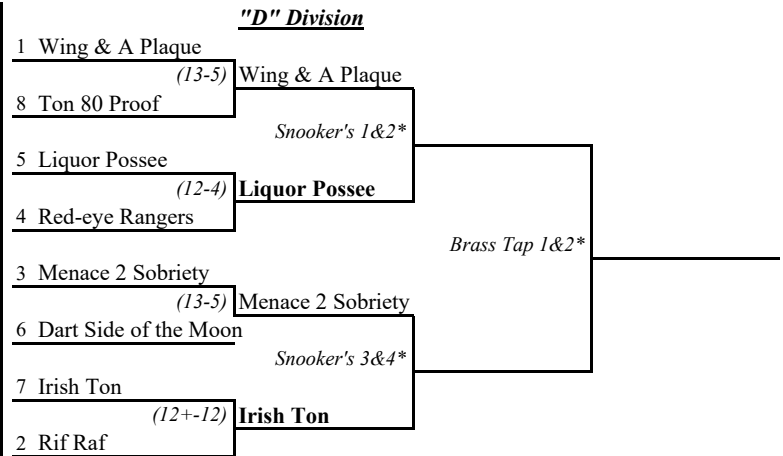 "D" Division
1 Wing & A Plaque
(13-5) Wing & A Plaque
8 Ton 80 Proof
Snooker's 1&2*
5 Liquor Possee
(12-4) Liquor Possee
4 Red-eye Rangers
Brass Tap 1&2*
3 Menace 2 Sobriety
(13-5) Menace 2 Sobriety
6 Dart Side of the Moon
Snooker's 3&4*
7 Irish Ton
(12+-12) Irish Ton
2 Rif Raf